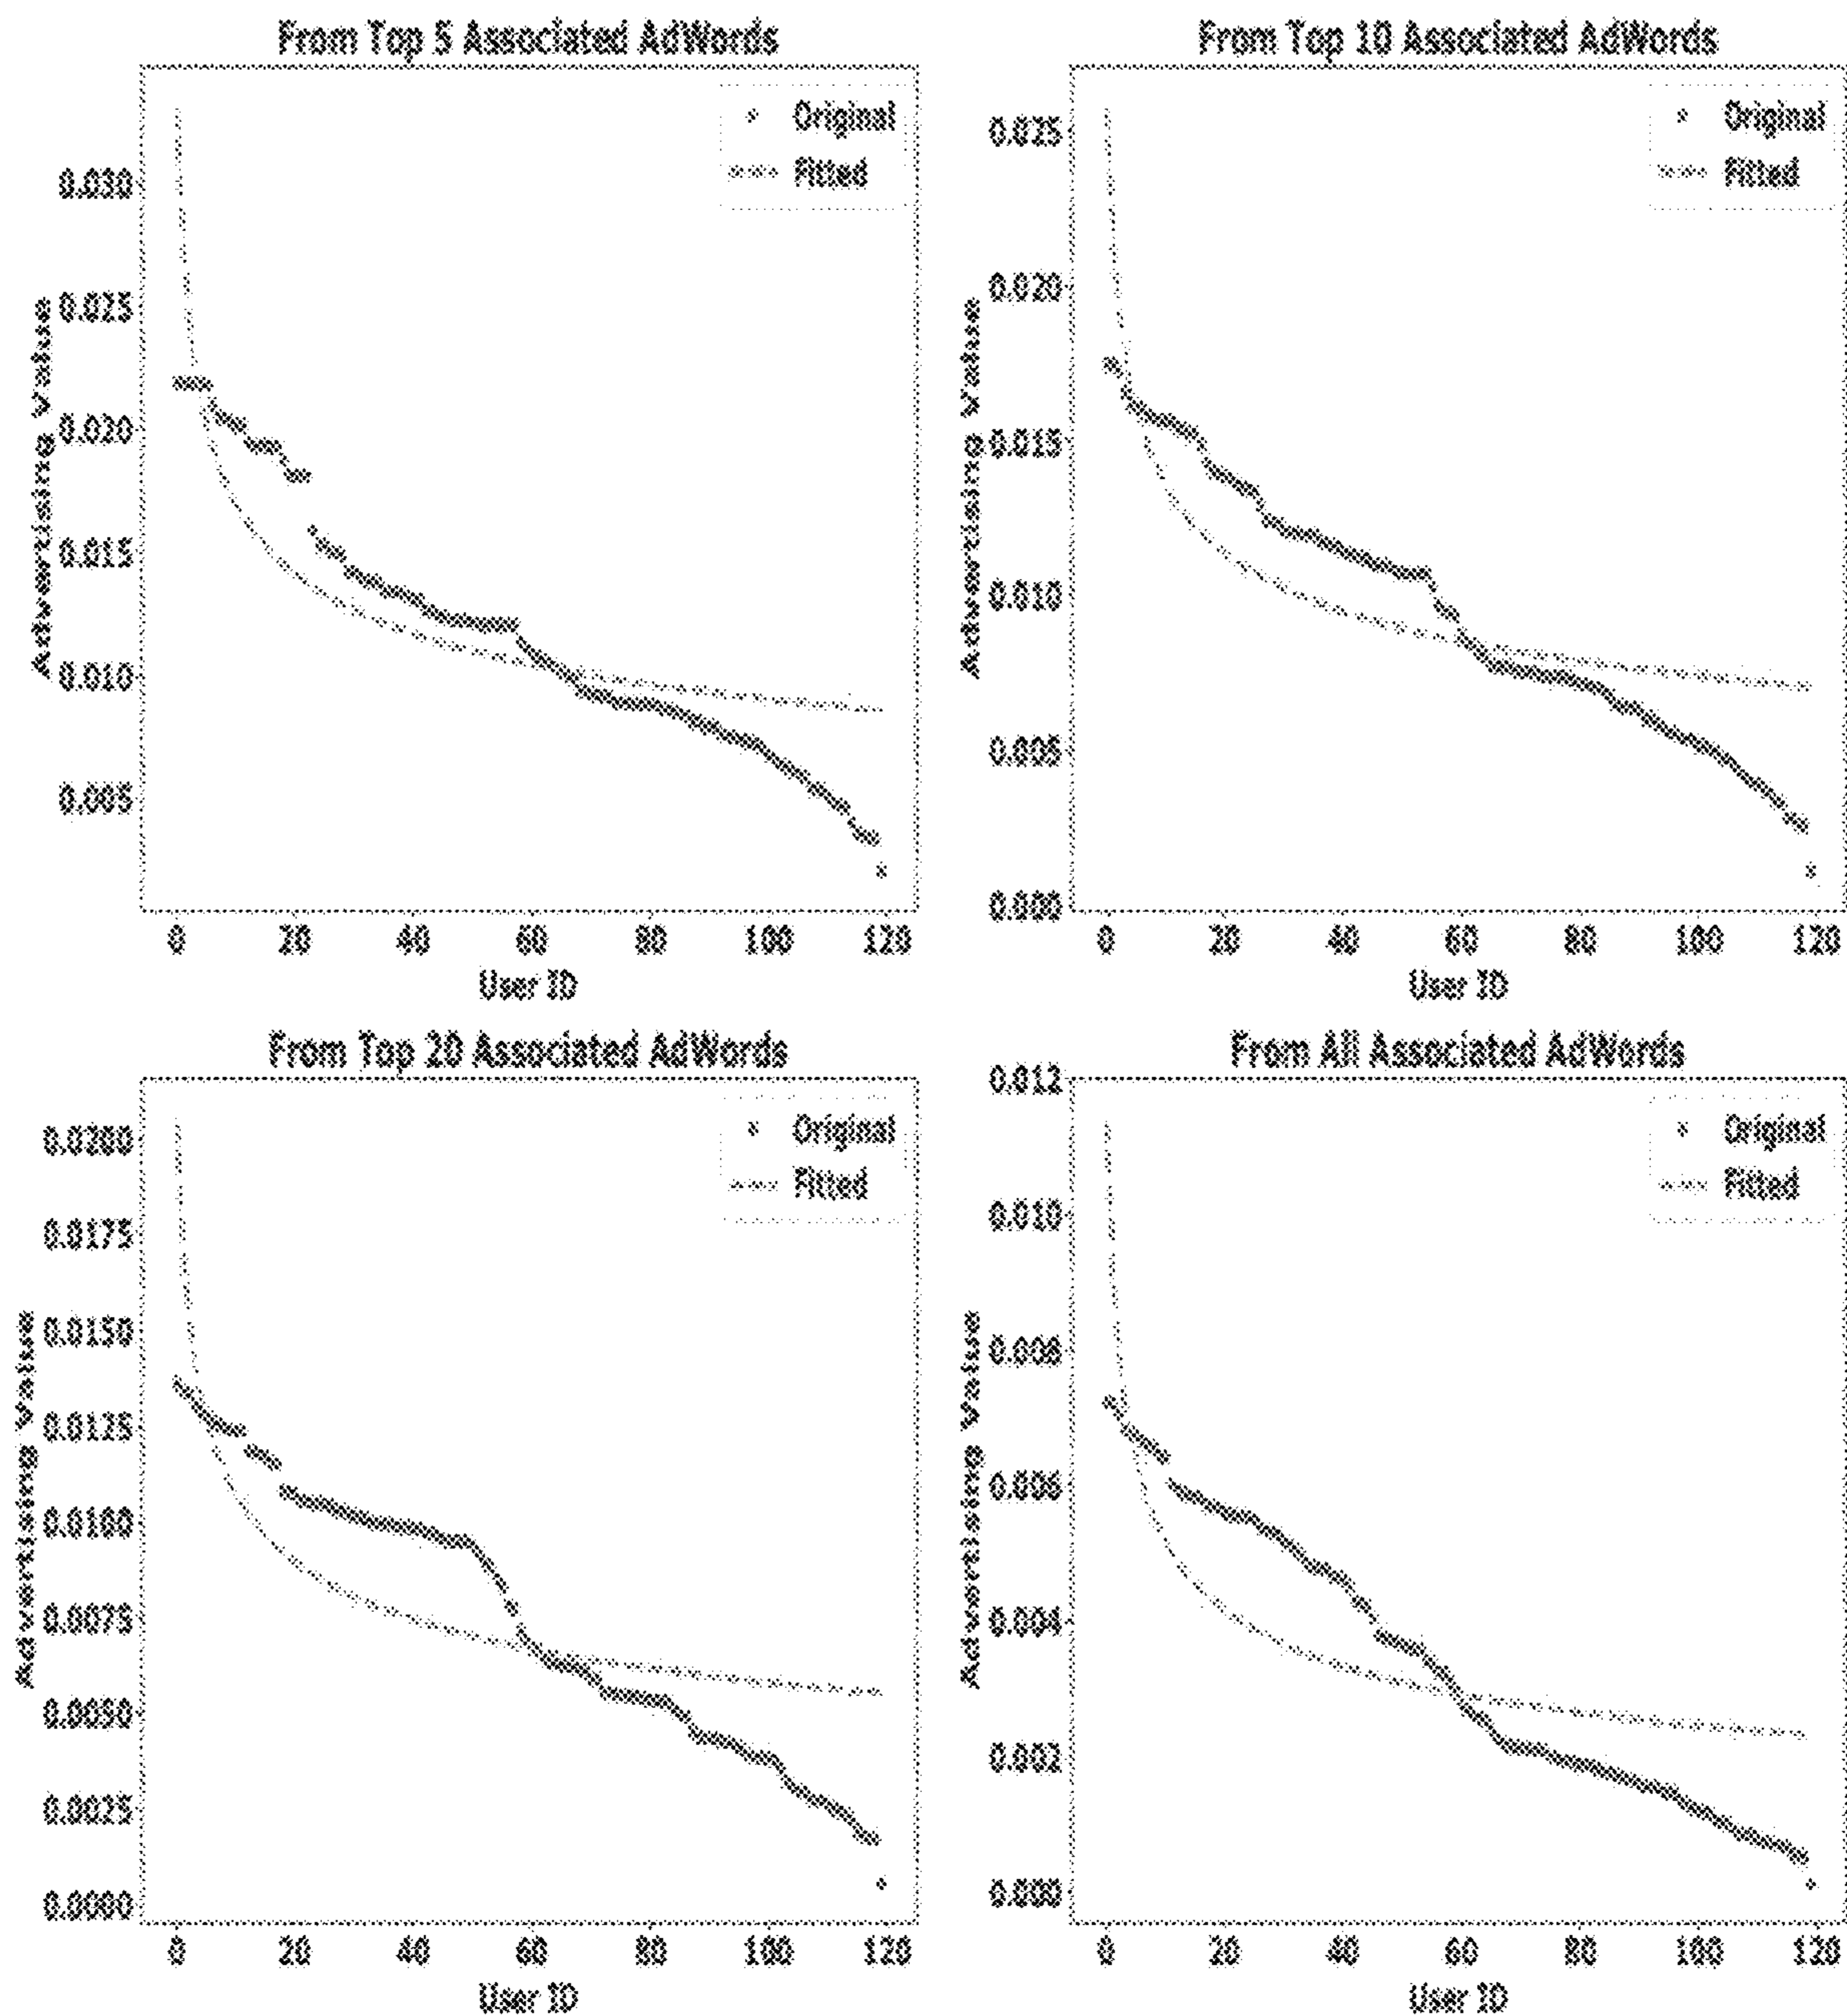 From Top 5 Associated AdWords
Original
Fitted
0.030
0.025
0.020
0.015
0.010
0.005
Advertising Value
0 20 40 60 80 100 120
User ID
From Top 10 Associated AdWords
Original
Fitted
0.025
0.020
0.015
0.010
0.005
0.000
Advertising Value
0 20 40 60 80 100 120
User ID
From Top 20 Associated AdWords
Original
Fitted
0.0200
0.0175
0.0150
0.0125
0.0100
0.0075
0.0050
0.0025
0.0000
Advertising Value
0 20 40 60 80 100 120
User ID
From All Associated AdWords
Original
Fitted
0.012
0.010
0.008
0.006
0.004
0.002
0.000
Advertising Value
0 20 40 60 80 100 120
User ID